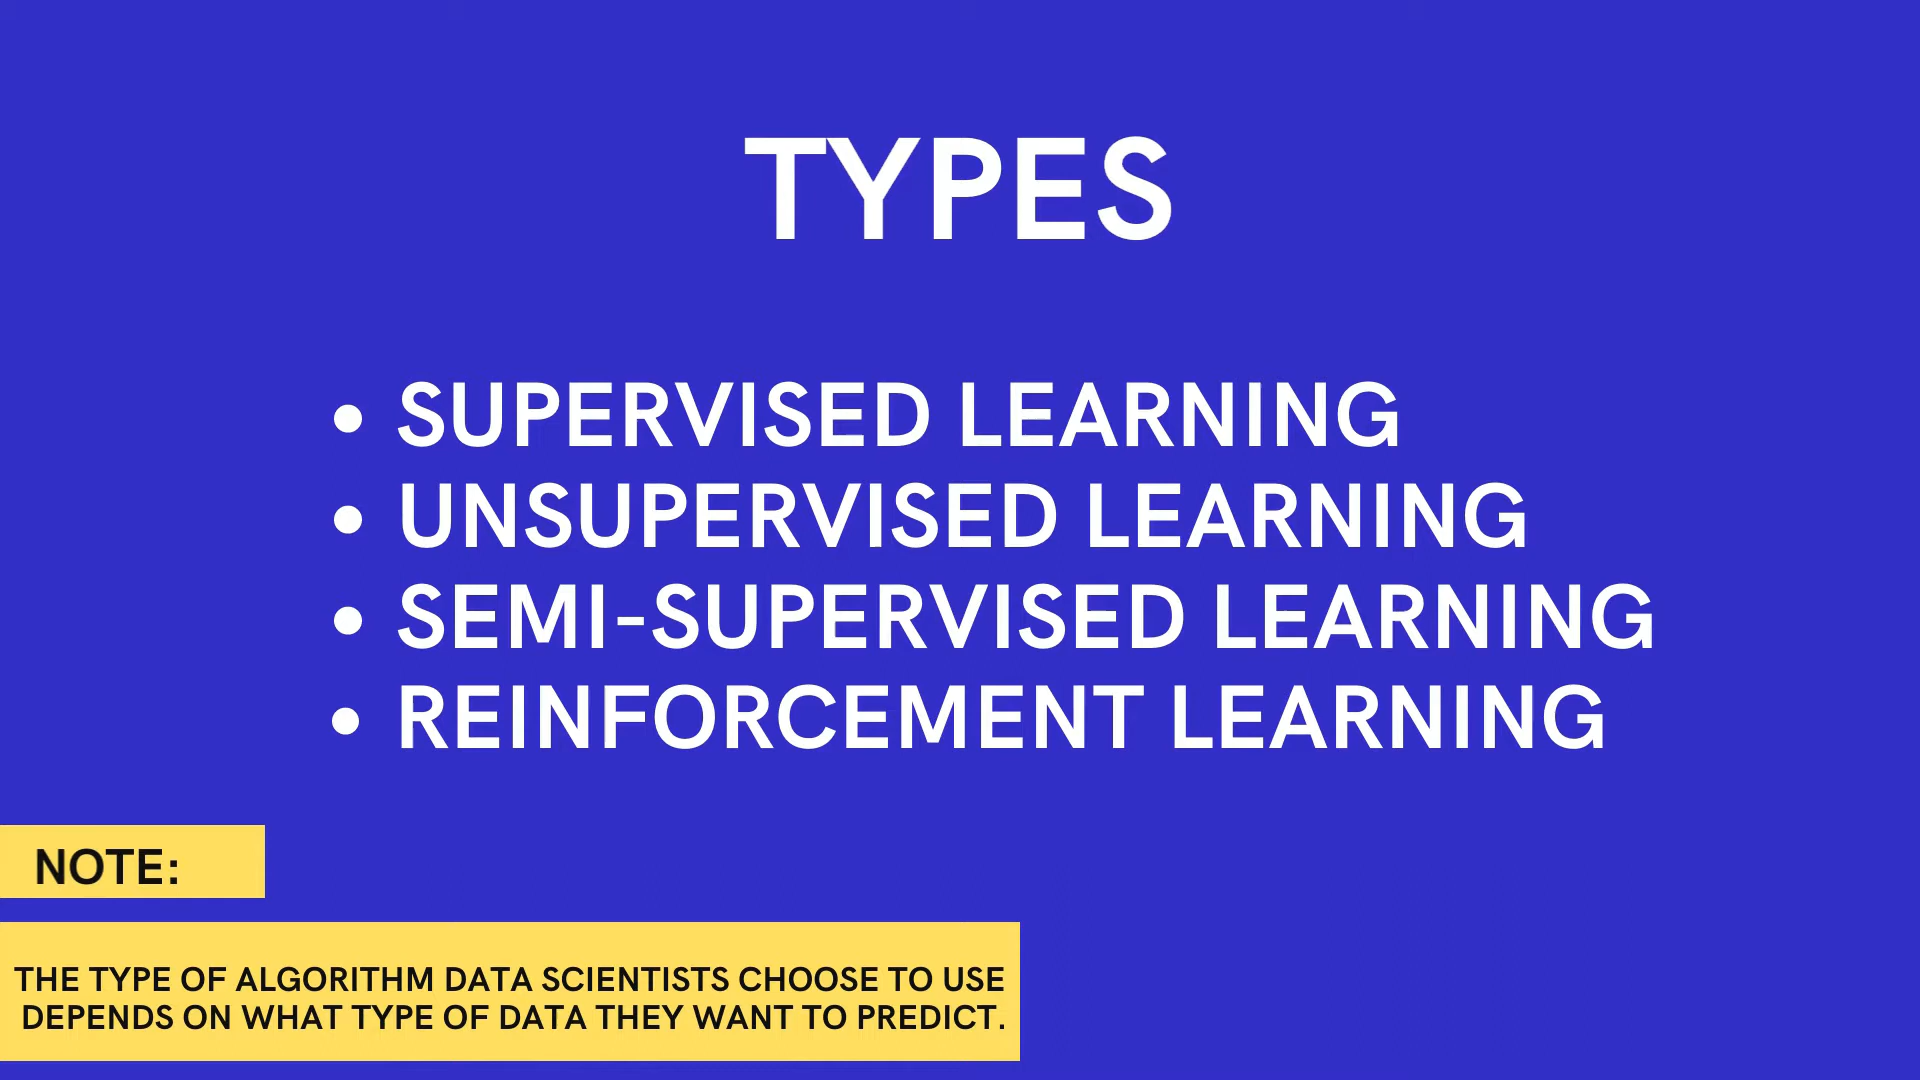 TYPES
• SUPERVISED LEARNING
• UNSUPERVISED LEARNING
• SEMI-SUPERVISED LEARNING
• REINFORCEMENT LEARNING
NOTE:
THE TYPE OF ALGORITHM DATA SCIENTISTS CHOOSE TO USE
DEPENDS ON WHAT TYPE OF DATA THEY WANT TO PREDICT.